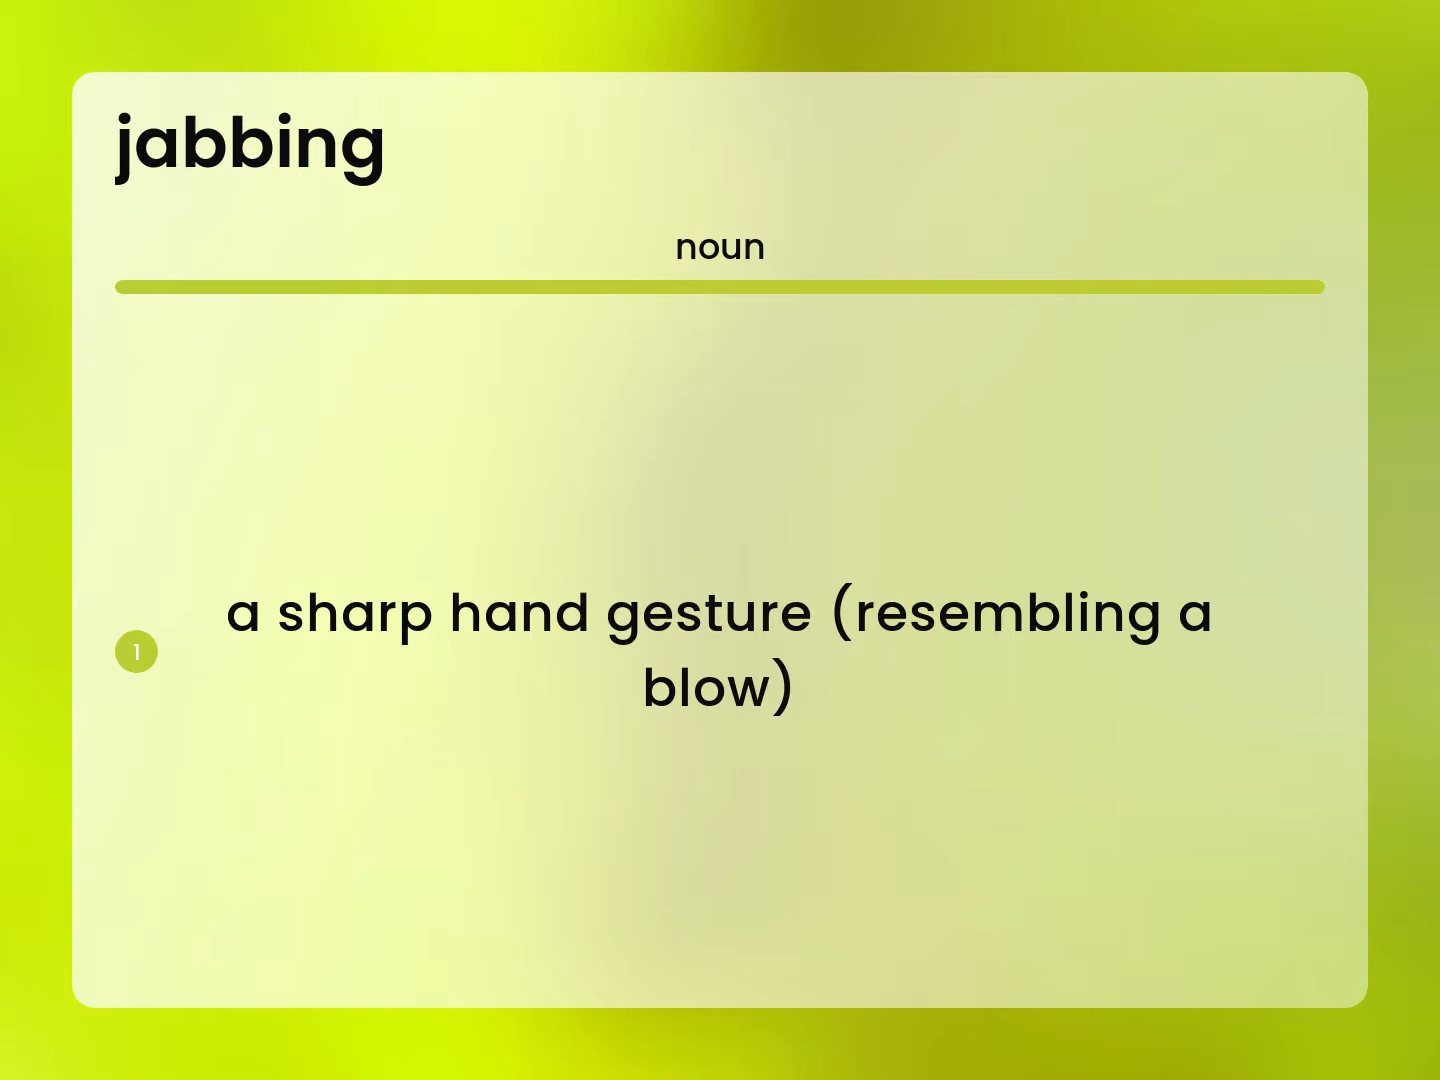 jabbing
noun
1
a sharp hand gesture (resembling a
blow)